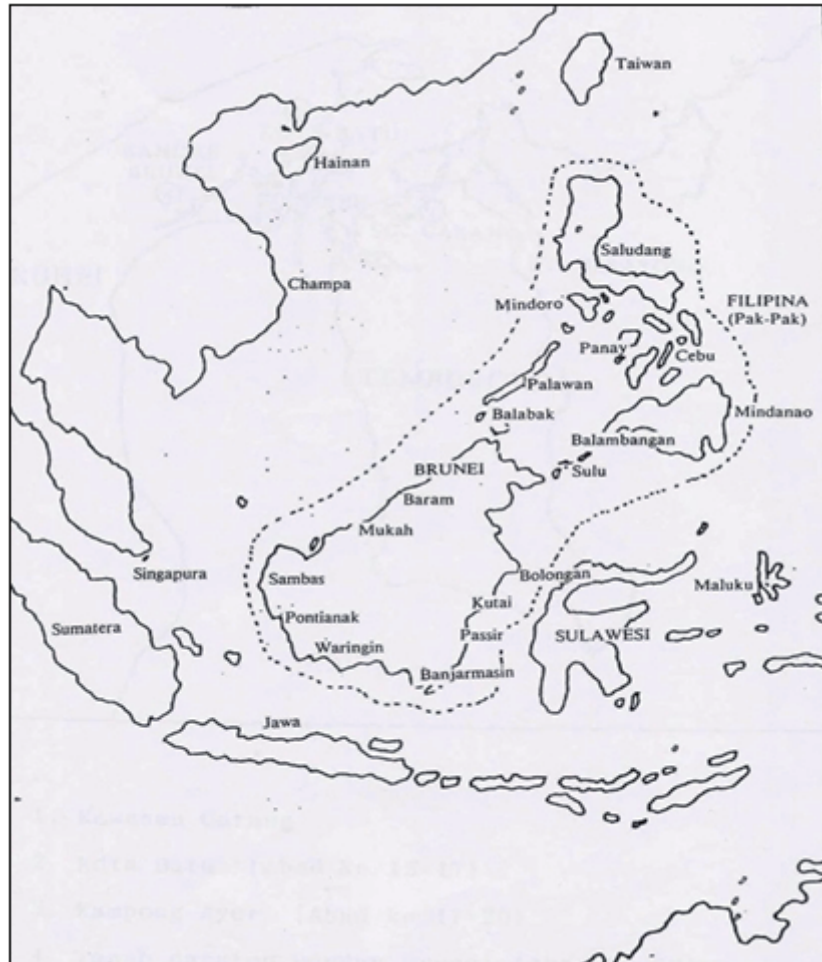 Taiwan
Hainan
Saludang
Champa
Mindoro
FILIPINA
(Pak-Pak)
Panay
Cebu
Palawan
Balabak
Mindanao
Balambangan
BRUNEI
Sulu
Baram
Mukah
Singapura
Sambas
Bolongan
Maluku
Kutai
Pontianak
Sumatera
Passir
SULAWESI
Waringin
Banjarmasin
Jawa